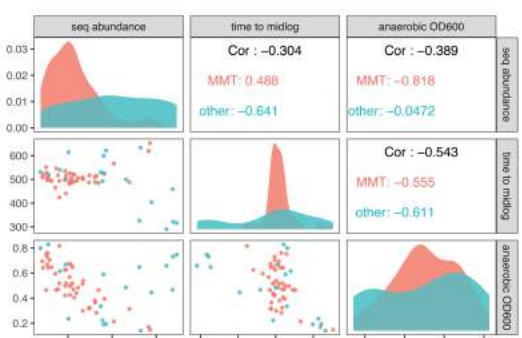 seq abundance time to midlog anaerobic OD600
0.03
0.02
0.01
0.00
Cor : −0.304
MMT: 0.488
other: −0.641
Cor : −0.389
MMT: −0.818
other: −0.0472
seq abundance
600
500
400
300
Cor : −0.543
MMT: −0.555
other: −0.611
time to midlog
0.8
0.6
0.4
0.2
anaerobic OD600